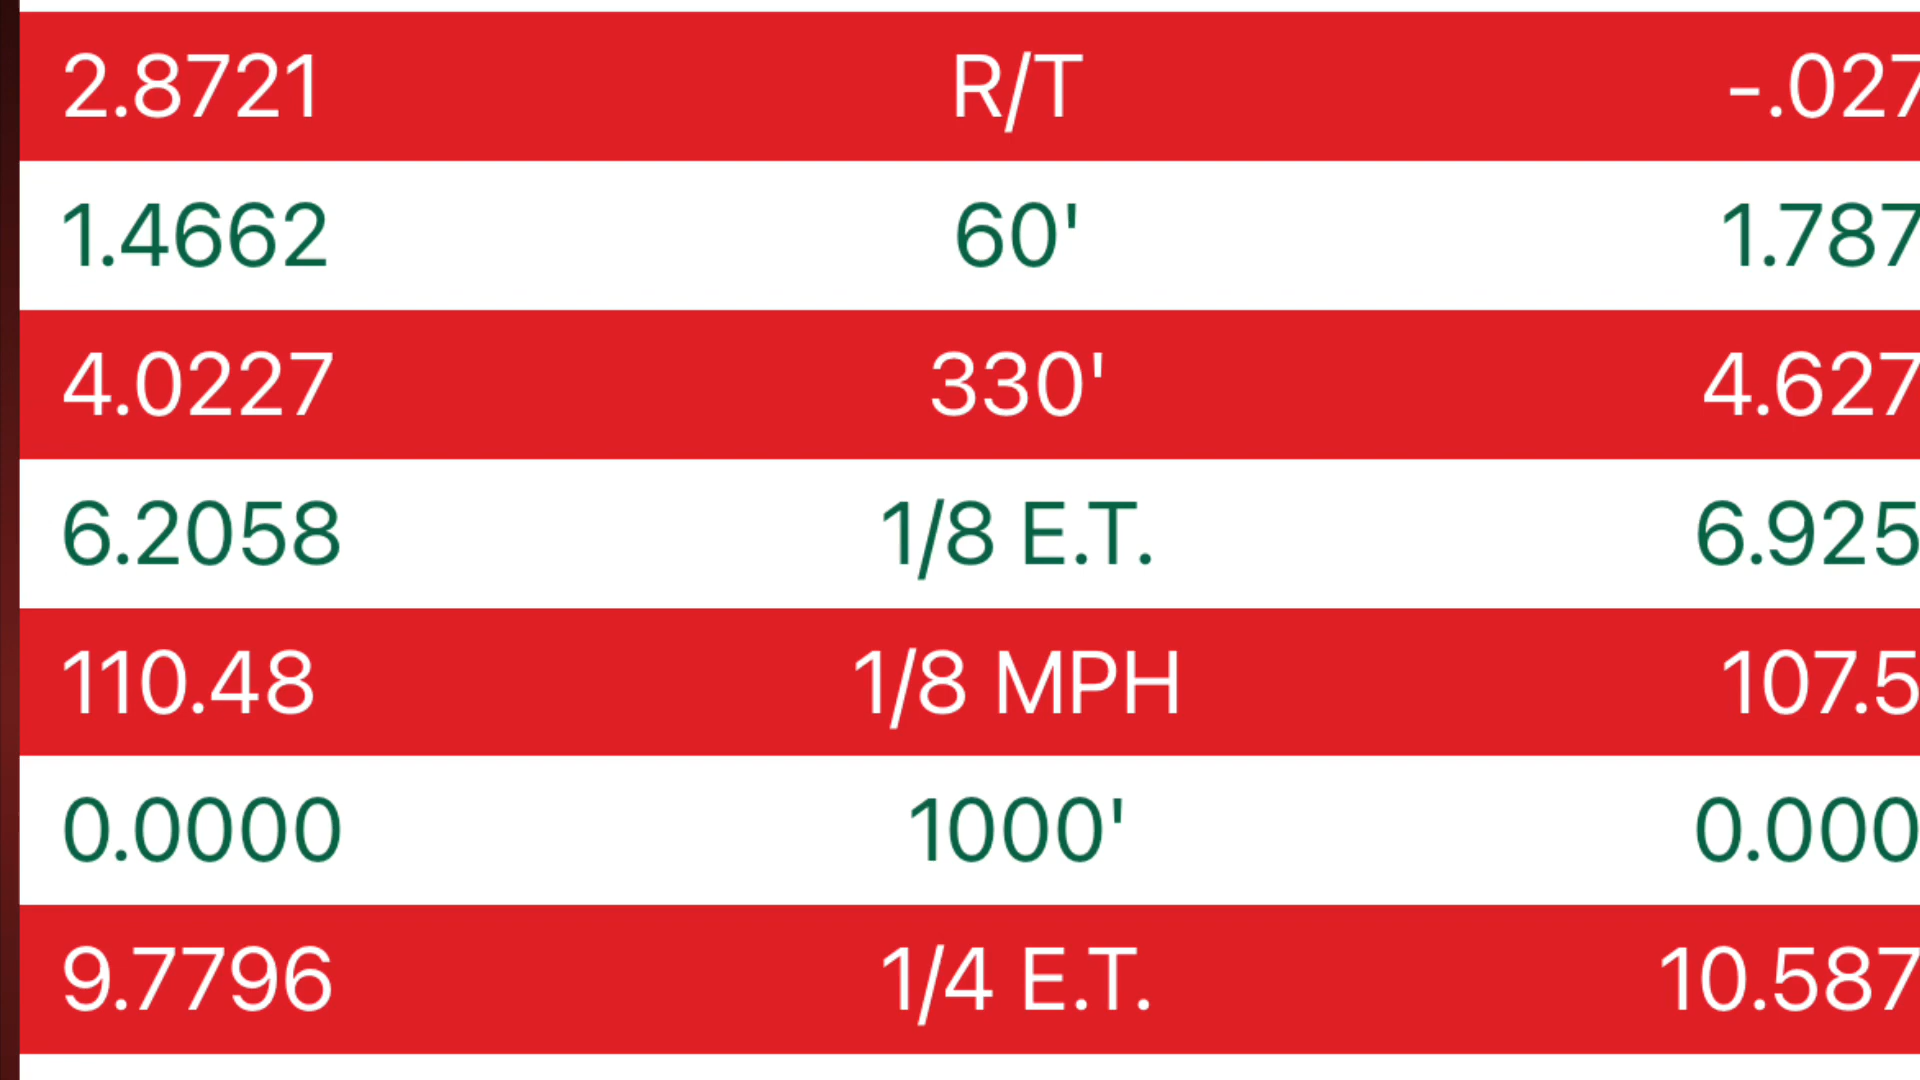 2.8721 R/T -.027
1.4662 60' 1.787
4.0227 330' 4.627
6.2058 1/8 E.T. 6.925
110.48 1/8 MPH 107.5
0.0000 1000' 0.000
9.7796 1/4 E.T. 10.587